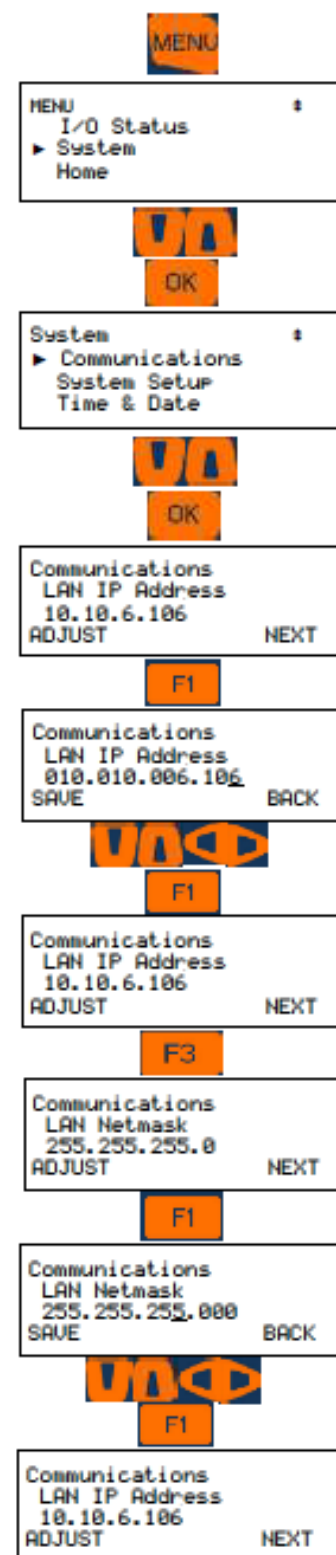 MENU
MENU
I/O Status
► System
Home
OK
System
► Communications
System Setup
Time & Date
OK
Communications
LAN IP Address
10.10.6.106
ADJUST NEXT
F1
Communications
LAN IP Address
010.010.006.106
SAVE BACK
F1
Communications
LAN IP Address
10.10.6.106
ADJUST NEXT
F3
Communications
LAN Netmask
255.255.255.0
ADJUST NEXT
F1
Communications
LAN Netmask
255.255.255.000
SAVE BACK
F1
Communications
LAN IP Address
10.10.6.106
ADJUST NEXT